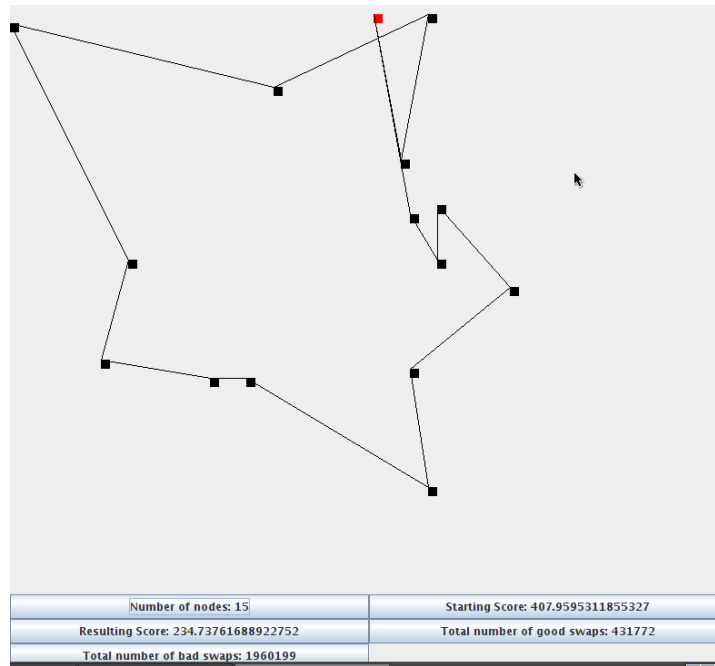 Number of nodes: 15
Starting Score: 407.9595311855327
Resulting Score: 234.73761688922752
Total number of good swaps: 431772
Total number of bad swaps: 1960199